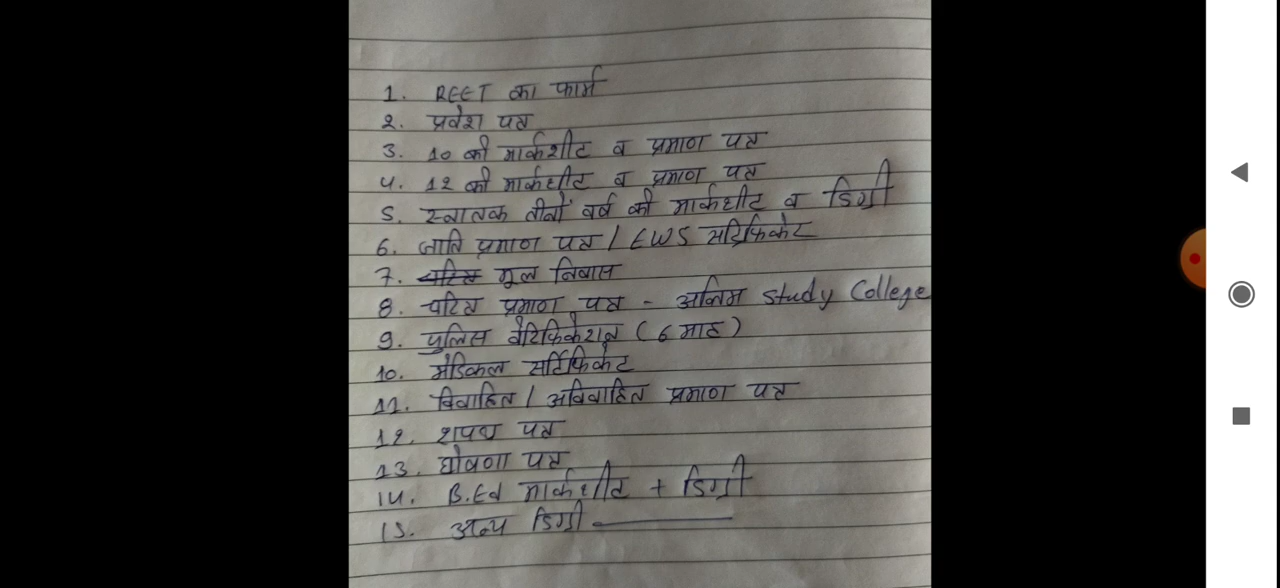 1. REET का फार्म
2. प्रवेश पत्र
3. 10 की मार्कशीट व प्रमाण पत्र
4. 12 की मार्कशीट व प्रमाण पत्र
5. स्नातक तीनों वर्ष की मार्कशीट व डिग्री
6. जाति प्रमाण पत्र / EWS सर्टिफिकेट
7. चरित्र मूल निवास
8. चरित्र प्रमाण पत्र - अन्तिम Study College
9. पुलिस वैरिफिकेशन (6 माह)
10. मेडिकल सर्टिफिकेट
11. विवाहित / अविवाहित प्रमाण पत्र
12. शपथ पत्र
13. घोषणा पत्र
14. B.Ed मार्कशीट + डिग्री
15. अन्य डिग्री